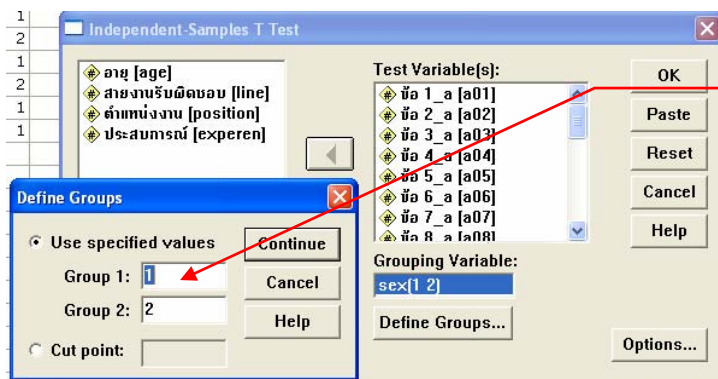 1
2
1
2
1
1
Independent-Samples T Test
อายุ [age]
สายงานรับผิดชอบ [line]
ตำแหน่งงาน [position]
ประสบการณ์ [experen]
Test Variable(s):
ข้อ 1_a [a01]
ข้อ 2_a [a02]
ข้อ 3_a [a03]
ข้อ 4_a [a04]
ข้อ 5_a [a05]
ข้อ 6_a [a06]
ข้อ 7_a [a07]
ข้อ 8_a [a08]
Grouping Variable:
sex(1 2)
Define Groups...
OK
Paste
Reset
Cancel
Help
Options...
Define Groups
Use specified values
Group 1: 1
Group 2: 2
Cut point:
Continue
Cancel
Help